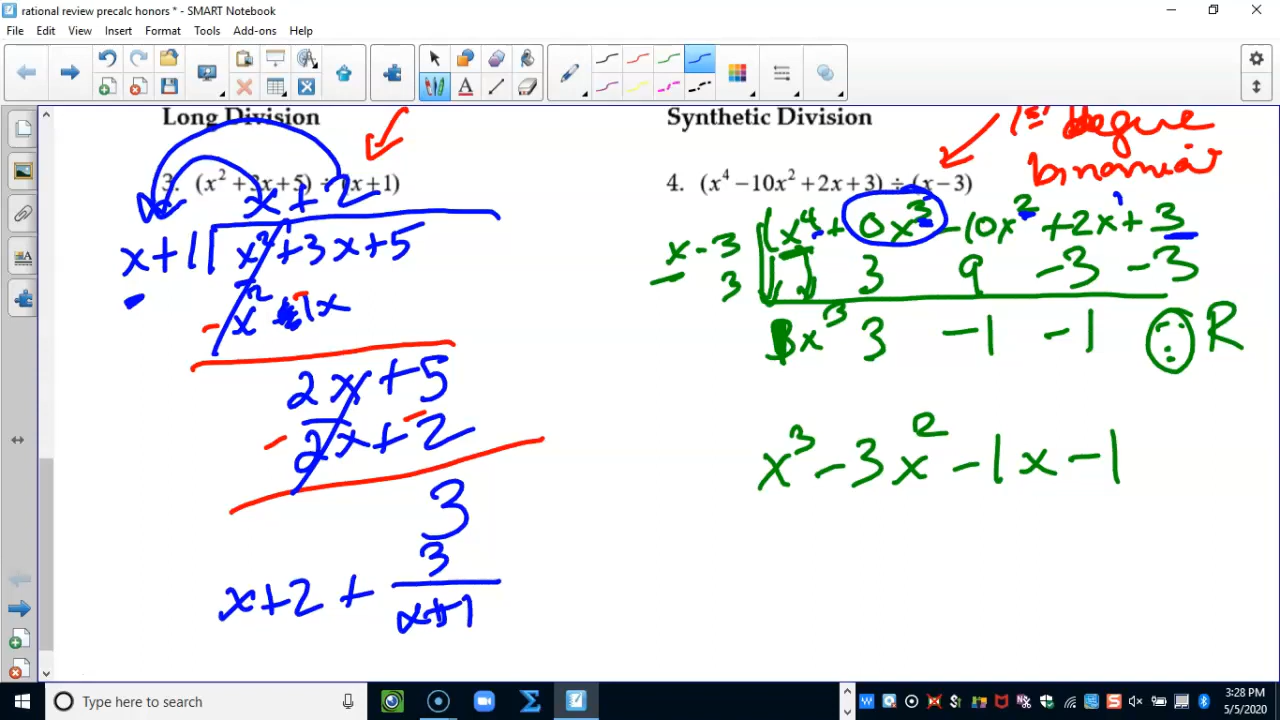 rational review precalc honors * - SMART Notebook
File Edit View Insert Format Tools Add-ons Help
Long Division
3. (x² + 3x + 5) ÷ (x + 1)
x + 2
x + 1 x² + 3x + 5
x² 1x
2x + 5
2x + 2
3
x + 2 + 3
x + 1
Synthetic Division
1st degree
binomial
4. (x⁴ − 10x² + 2x + 3) ÷ (x − 3)
x - 3 x⁴ + 0x³ - 10x² + 2x¹ + 3
3 3 9 -3 -3
x³ 3 -1 -1 R
x³ - 3x² - 1x - 1
Type here to search
3:28 PM
5/5/2020